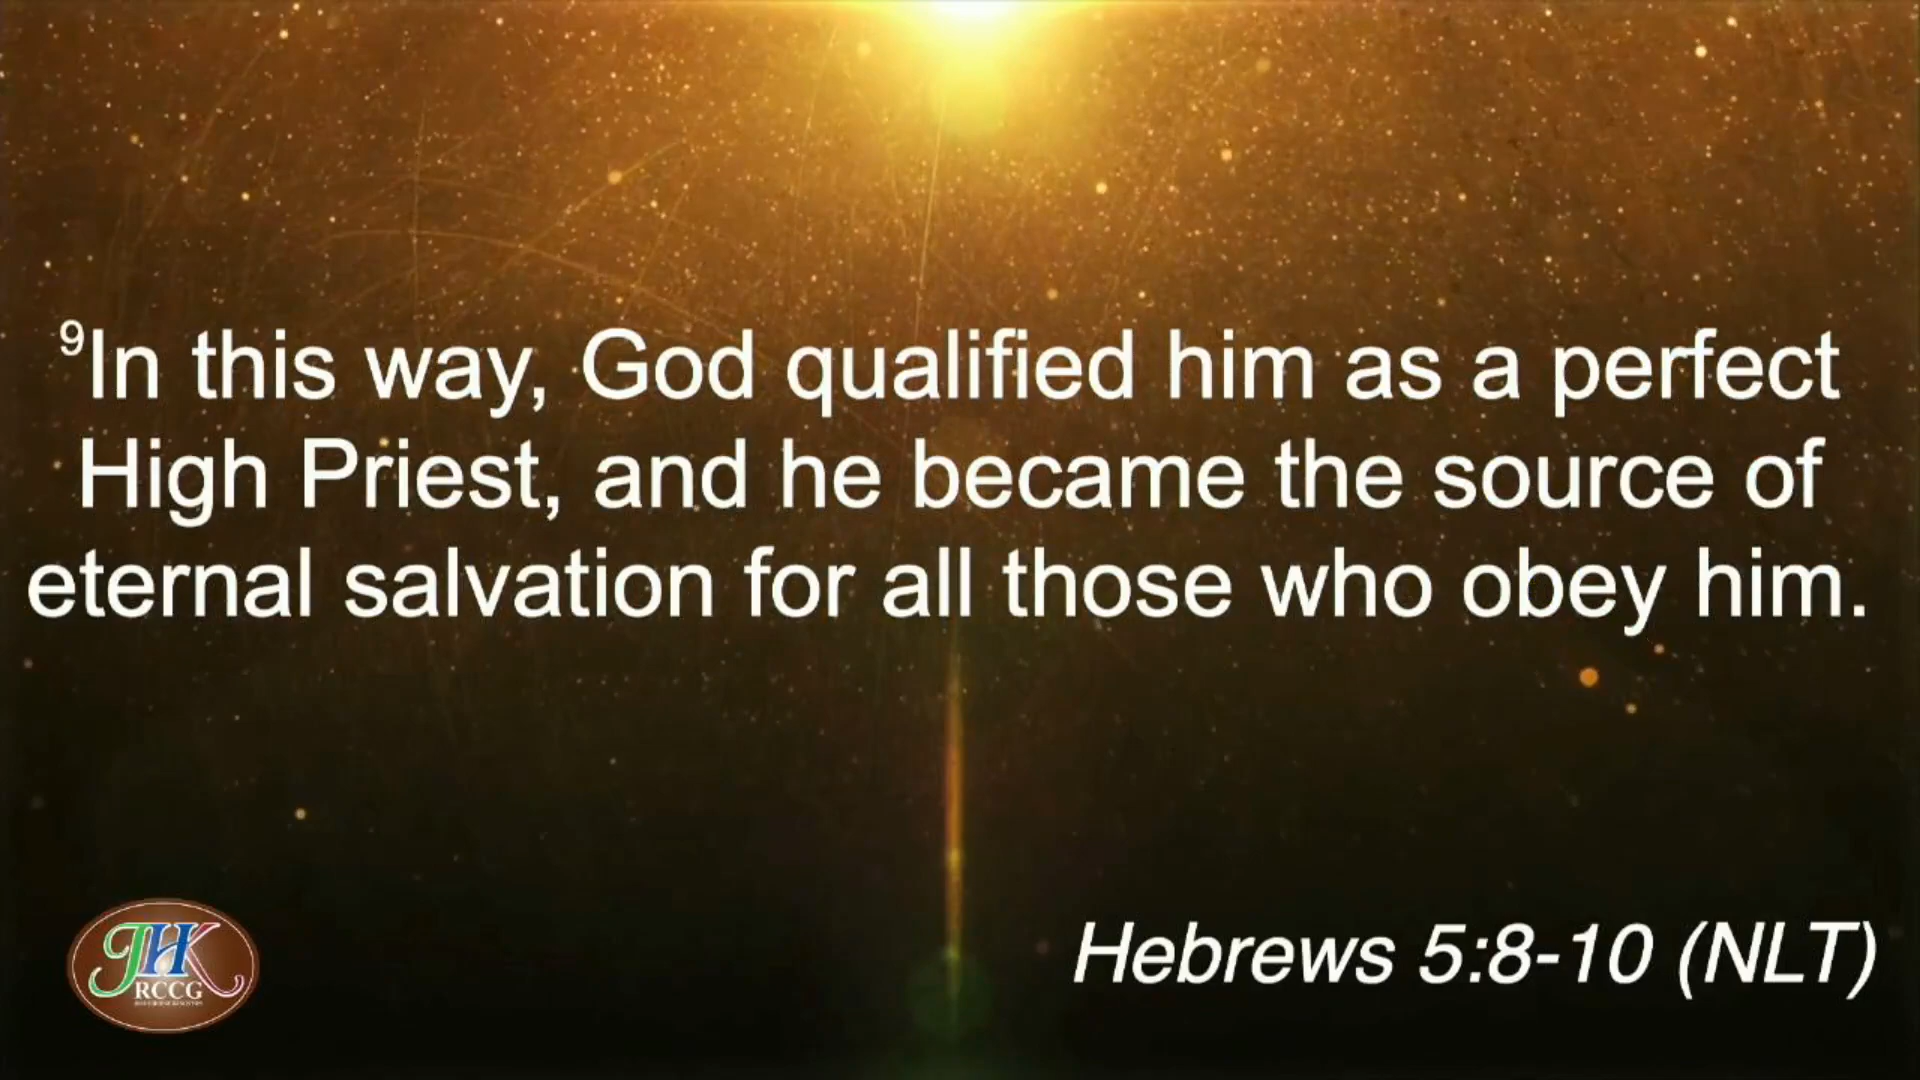 ⁹In this way, God qualified him as a perfect
High Priest, and he became the source of
eternal salvation for all those who obey him.
Hebrews 5:8-10 (NLT)
JHK
RCCG